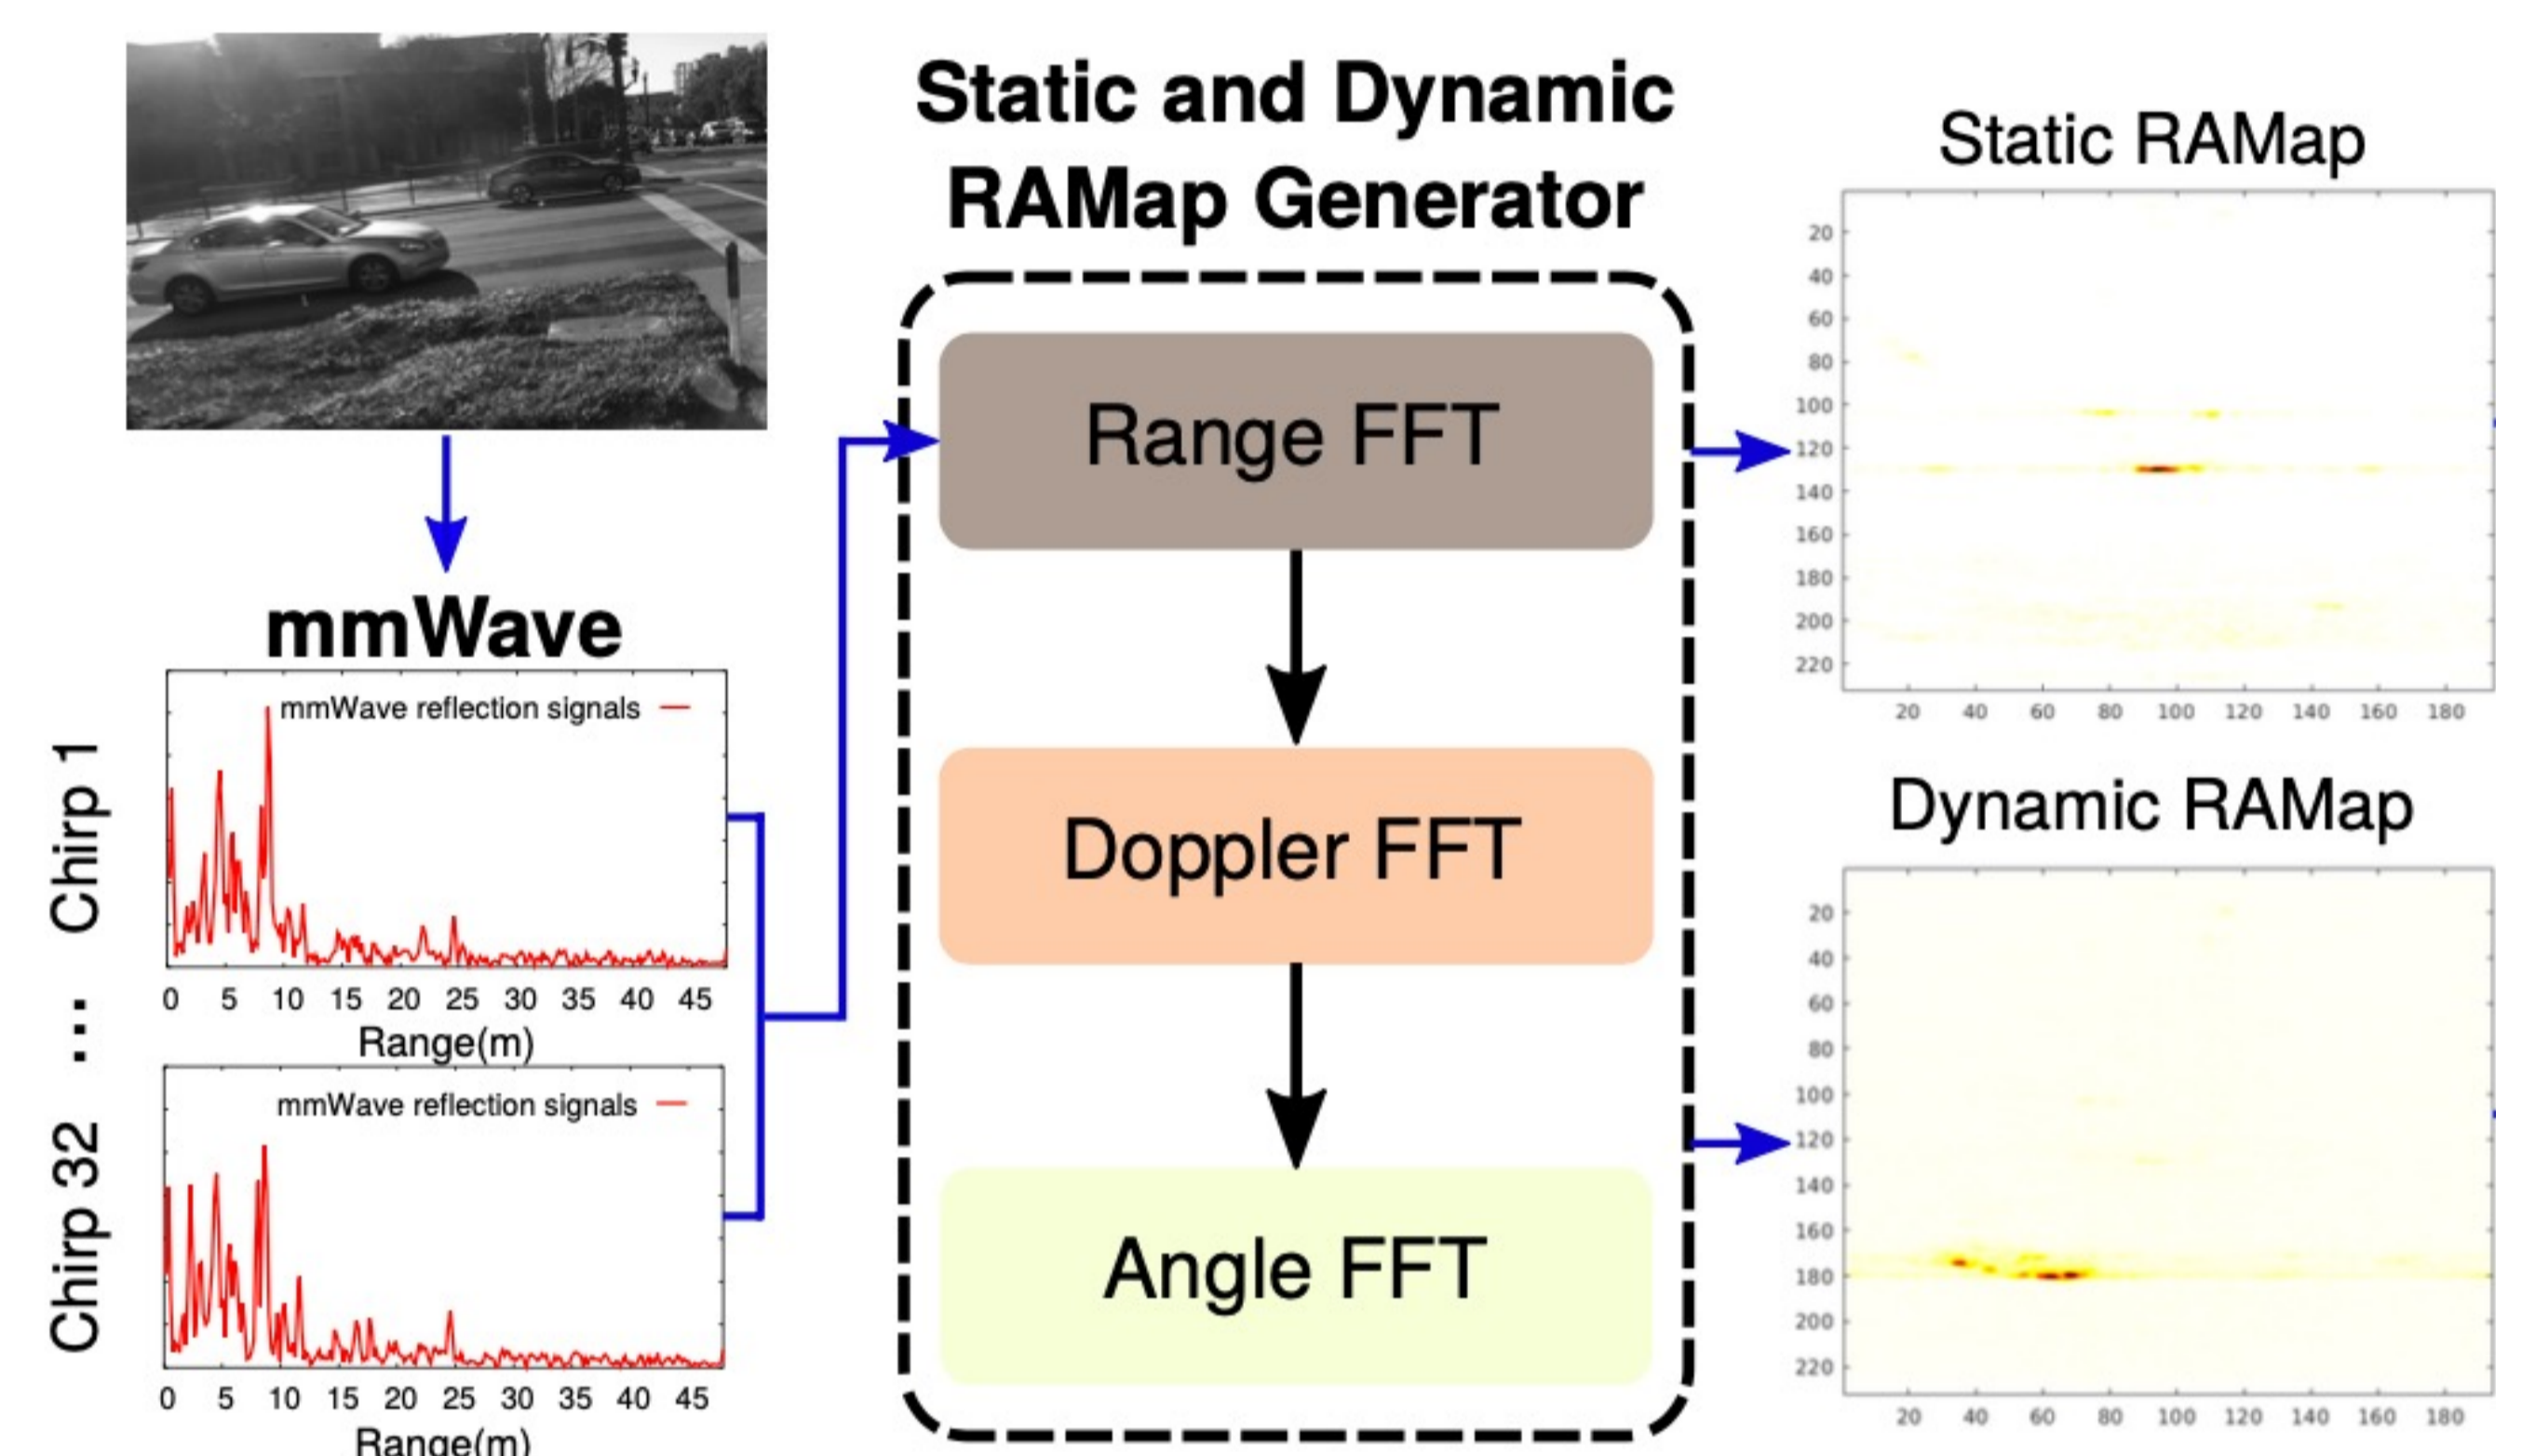 Static and Dynamic
RAMap Generator
Range FFT
Doppler FFT
Angle FFT
mmWave
Chirp 1
mmWave reflection signals
0 5 10 15 20 25 30 35 40 45
Range(m)
...
Chirp 32
mmWave reflection signals
0 5 10 15 20 25 30 35 40 45
Range(m)
Static RAMap
20
40
60
80
100
120
140
160
180
200
220
20 40 60 80 100 120 140 160 180
Dynamic RAMap
20
40
60
80
100
120
140
160
180
200
220
20 40 60 80 100 120 140 160 180